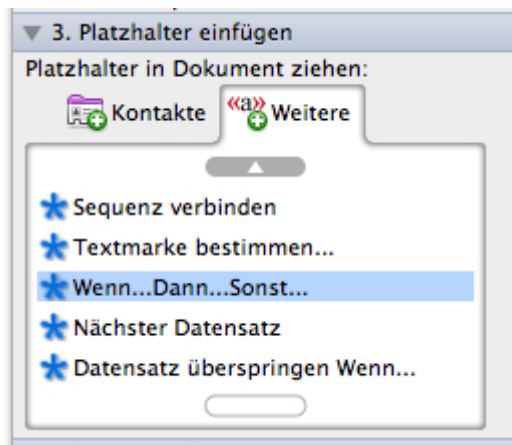 3. Platzhalter einfügen
Platzhalter in Dokument ziehen:
Kontakte «a» Weitere
Sequenz verbinden
Textmarke bestimmen...
Wenn...Dann...Sonst...
Nächster Datensatz
Datensatz überspringen Wenn...